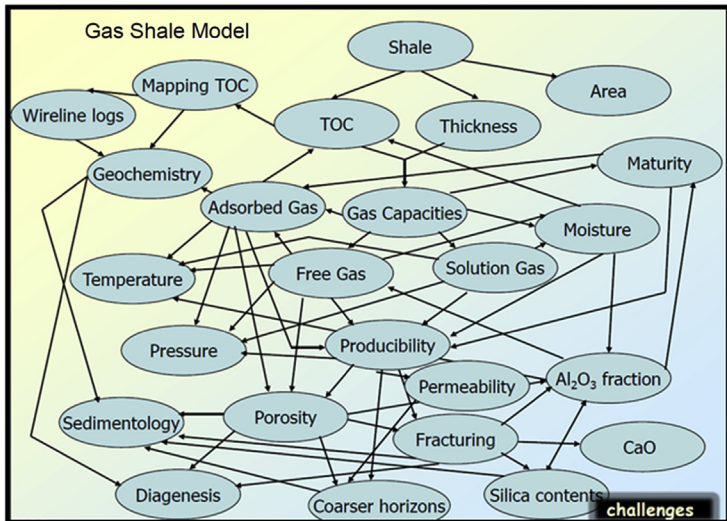 Gas Shale Model
Shale
Mapping TOC
Area
Wireline logs
TOC
Thickness
Geochemistry
Maturity
Adsorbed Gas
Gas Capacities
Moisture
Temperature
Free Gas
Solution Gas
Pressure
Producibility
Permeability
Al₂O₃ fraction
Sedimentology
Porosity
Fracturing
CaO
Diagenesis
Coarser horizons
Silica contents
challenges